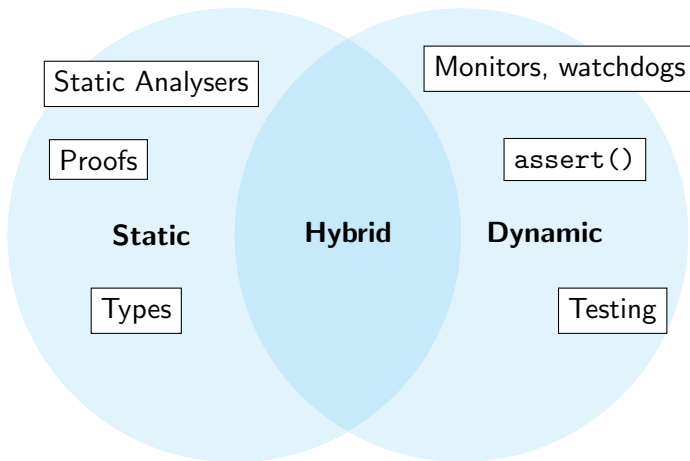 Static Analysers
Monitors, watchdogs
Proofs
assert()
Static
Hybrid
Dynamic
Types
Testing